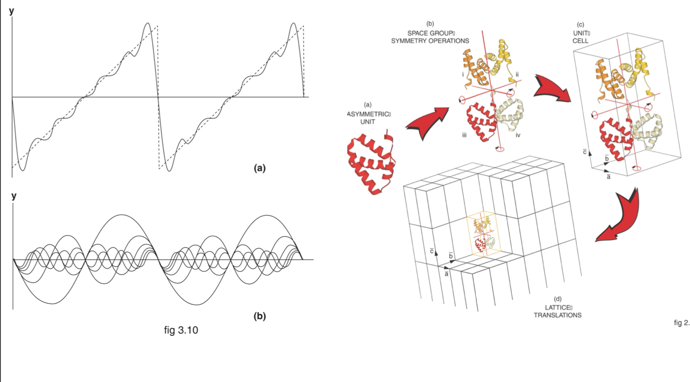 y
(a)
y
(b)
fig 3.10
(b)
SPACE GROUP:
SYMMETRY OPERATIONS
i
ii
iii
iv
(a)
ASYMMETRIC:
UNIT
(c)
UNIT:
CELL
c
b
a
c
b
a
(d)
LATTICE:
TRANSLATIONS
fig 2.